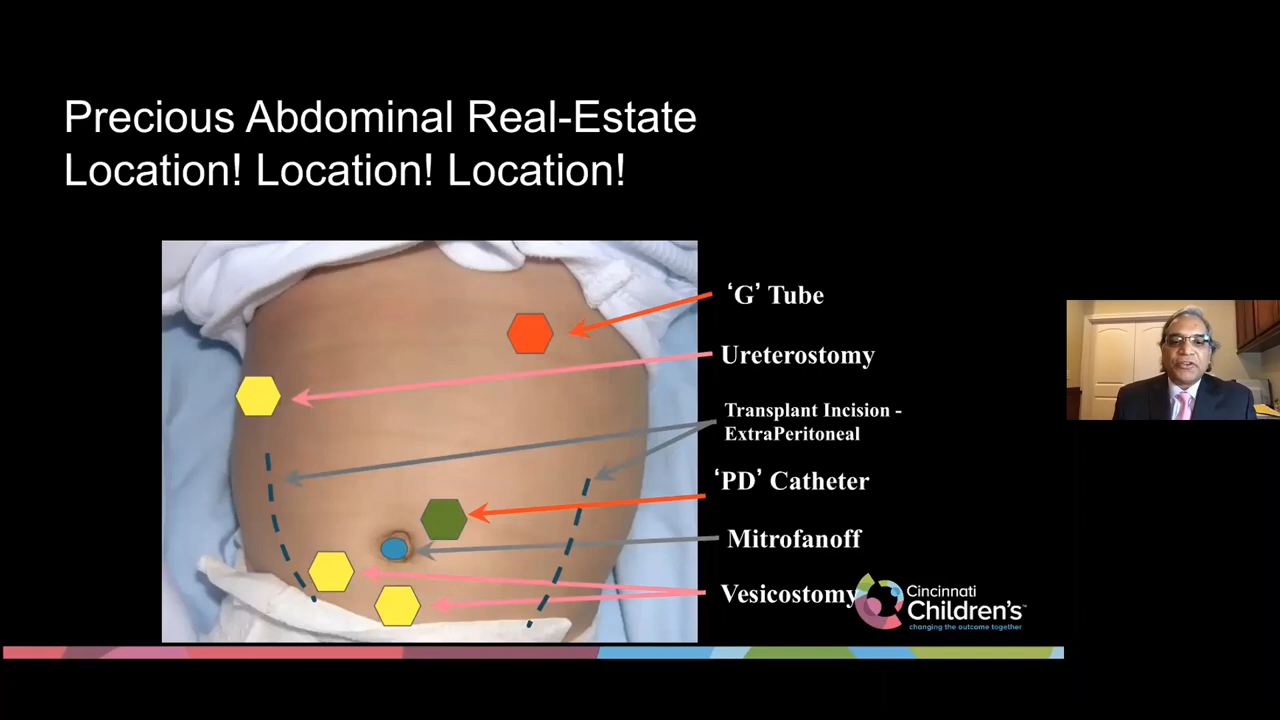 Precious Abdominal Real-Estate
Location! Location! Location!
‘G’ Tube
Ureterostomy
Transplant Incision -
ExtraPeritoneal
‘PD’ Catheter
Mitrofanoff
Vesicostomy
Cincinnati
Children's™
changing the outcome together